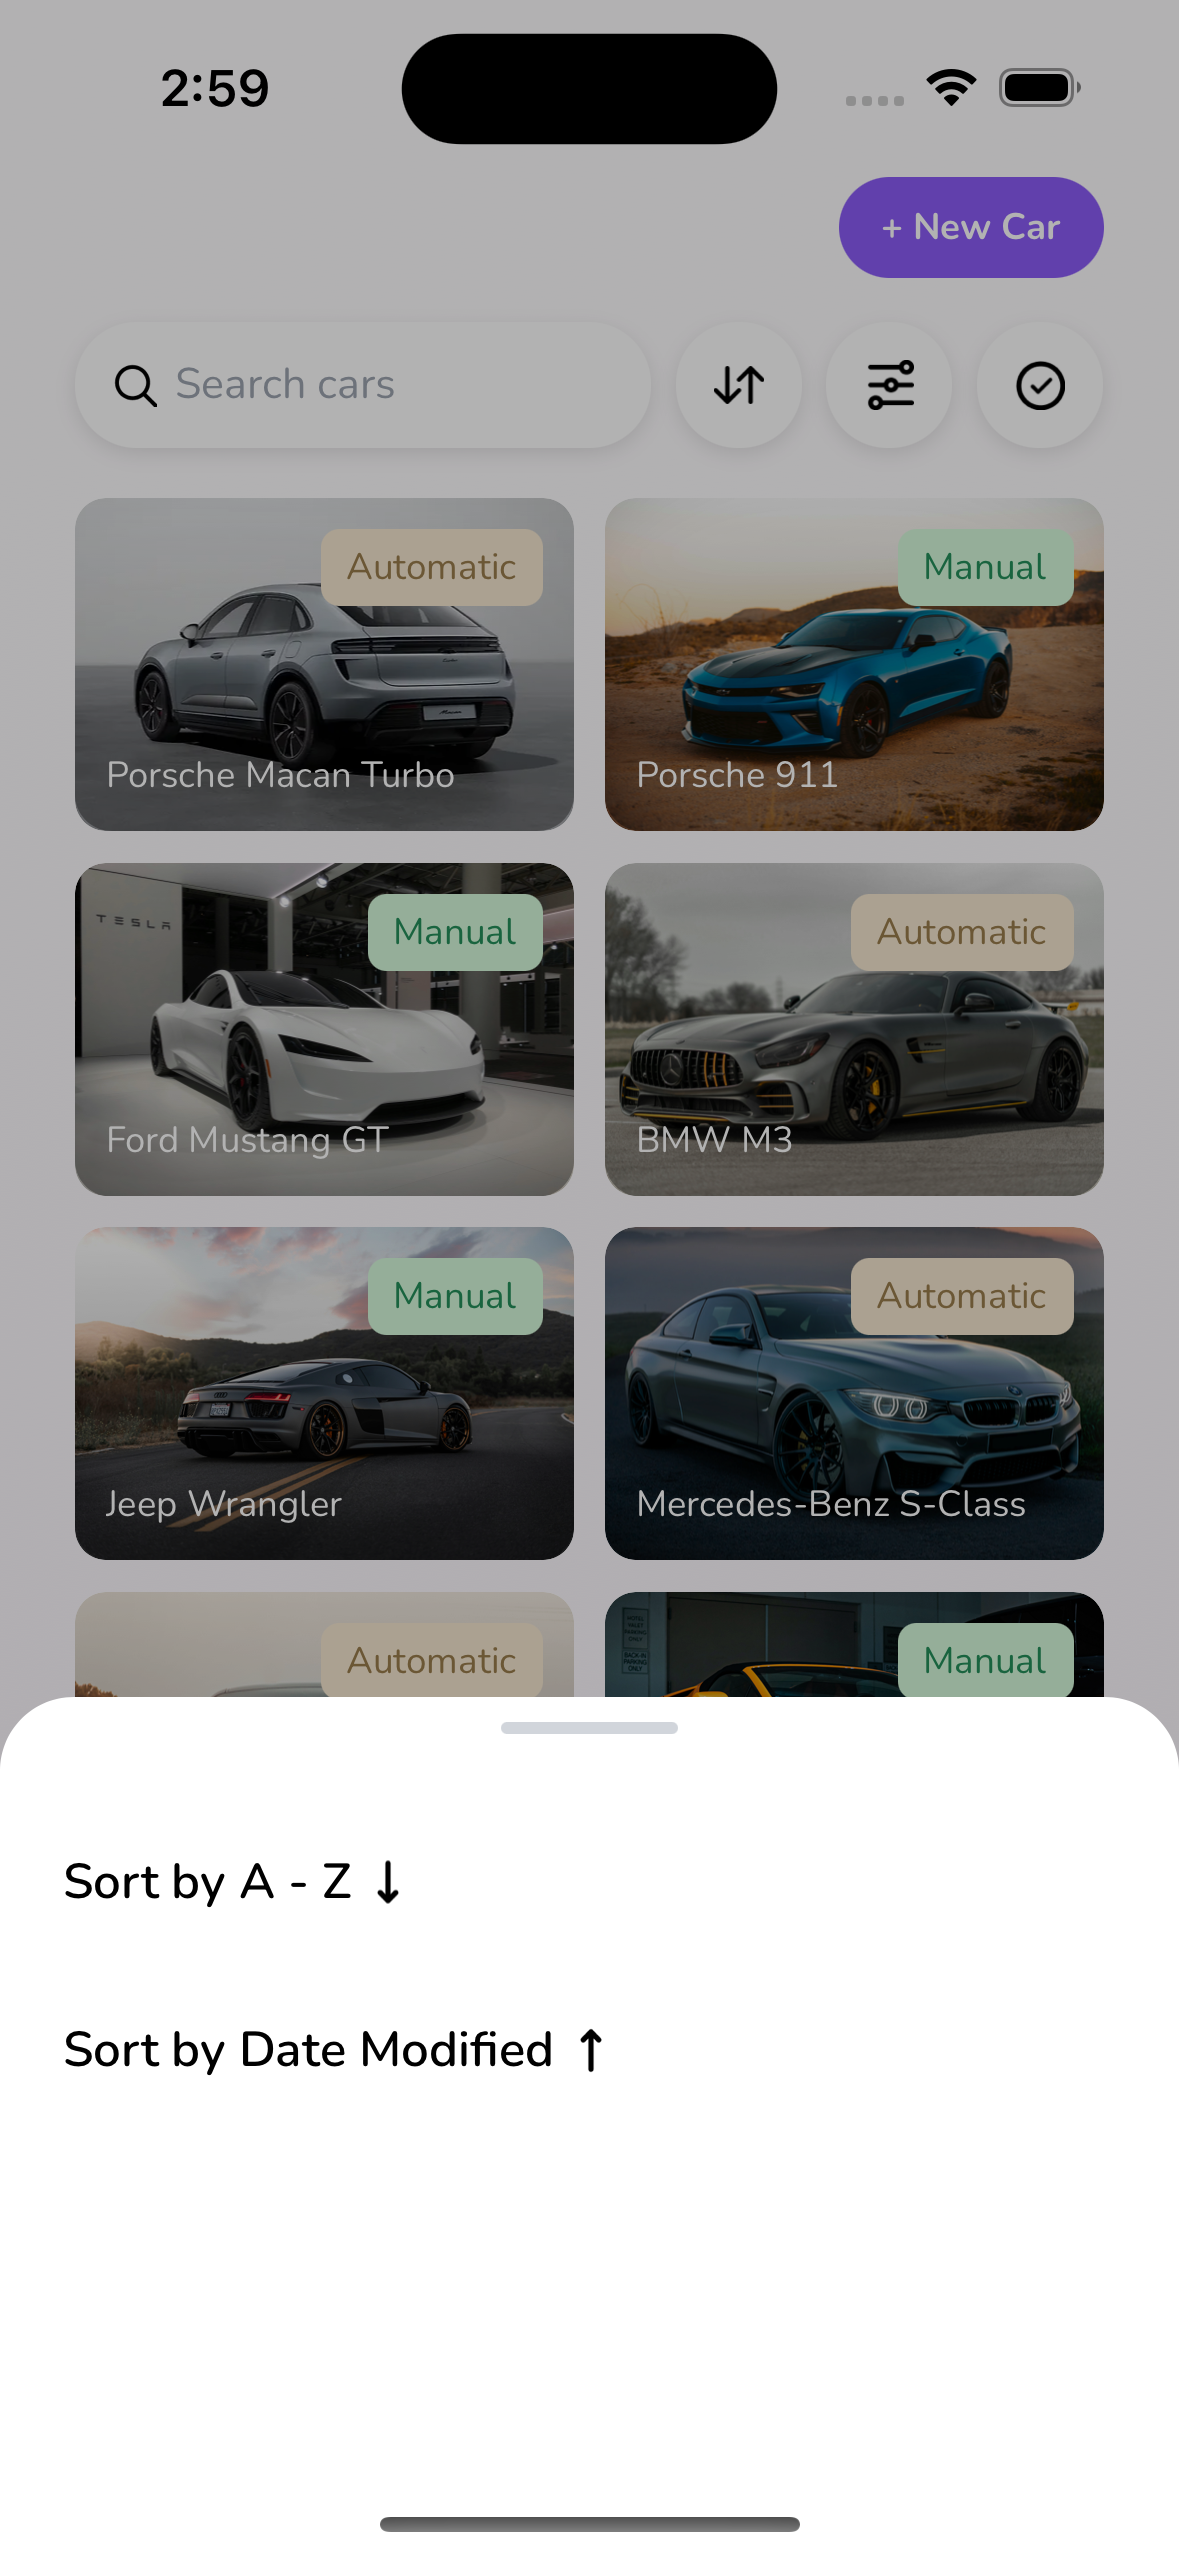 2:59
+ New Car
Search cars
Automatic
Manual
Porsche Macan Turbo
Porsche 911
TESLA
Manual
Automatic
Ford Mustang GT
BMW M3
Manual
Automatic
Jeep Wrangler
Mercedes-Benz S-Class
Automatic
Manual
Sort by A - Z ↓
Sort by Date Modified ↑